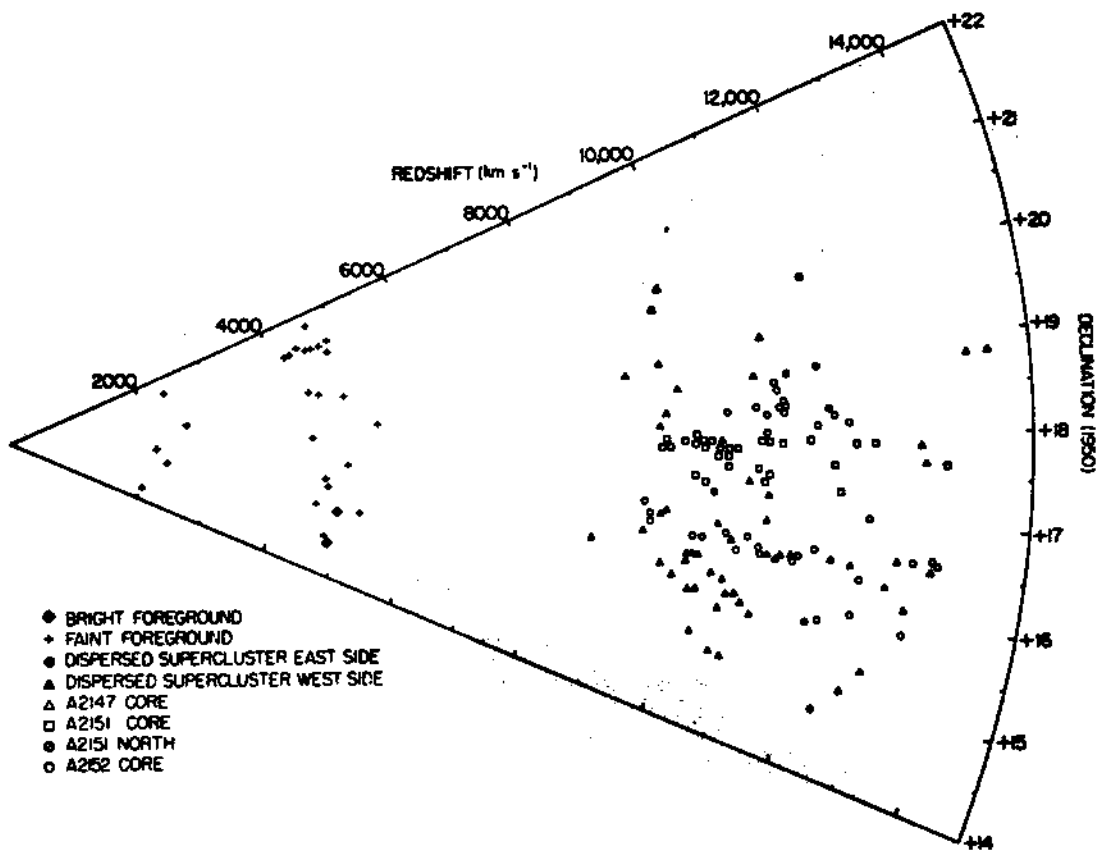 +22
14,000
12,000
+21
10,000
REDSHIFT (km s⁻¹)
8000
+20
6000
4000
+19
2000
DECLINATION (1950)
+18
+17
BRIGHT FOREGROUND
+ FAINT FOREGROUND
DISPERSED SUPERCLUSTER EAST SIDE
DISPERSED SUPERCLUSTER WEST SIDE
A2147 CORE
A2151 CORE
A2151 NORTH
A2152 CORE
+16
+15
+14